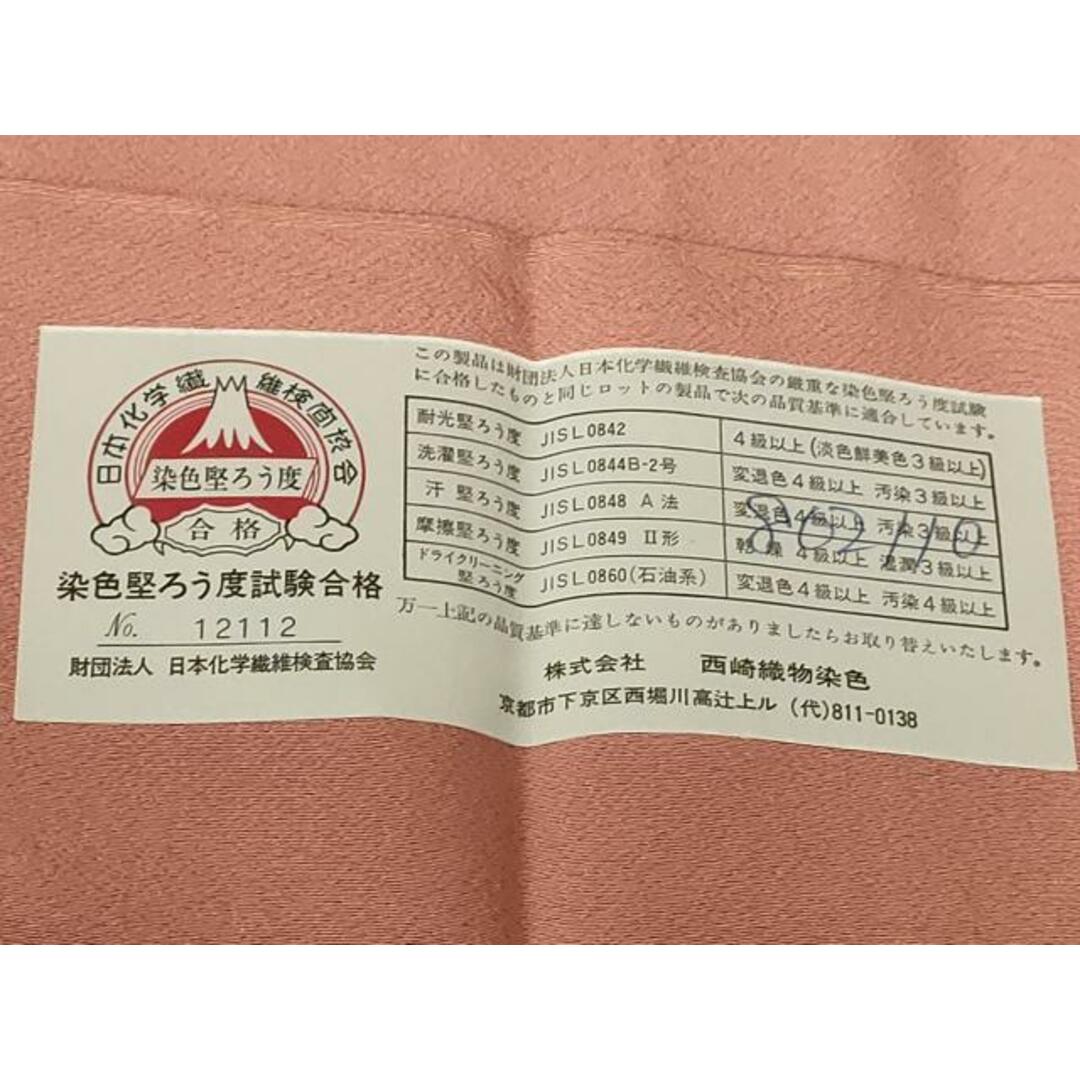 日本化学繊維検査協会
染色堅ろう度
合格
染色堅ろう度試験合格
No. 12112
財団法人 日本化学繊維検査協会
この製品は財団法人日本化学繊維検査協会の厳重な染色堅ろう度試験
に合格したものと同じロットの製品で次の品質基準に適合しています。
耐光堅ろう度 JIS L0842 4級以上(淡色鮮美色3級以上)
洗濯堅ろう度 JIS L0844B-2号 変退色4級以上 汚染3級以上
汗 堅ろう度 JIS L0848 A法 変退色4級以上 汚染3級以上
摩擦堅ろう度 JIS L0849 II形 乾燥4級以上 湿潤3級以上
ドライクリーニング
堅ろう度 JIS L0860(石油系) 変退色4級以上 汚染4級以上
802110
万一上記の品質基準に達しないものがありましたらお取り替えいたします。
株式会社 西崎織物染色
京都市下京区西堀川高辻上ル (代)811-0138